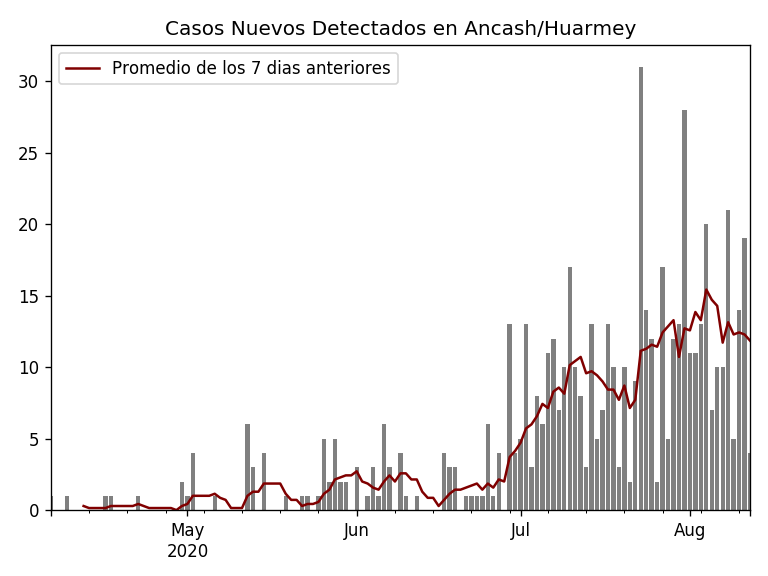 Casos Nuevos Detectados en Ancash/Huarmey
Promedio de los 7 dias anteriores
30
25
20
15
10
5
0
May
2020
Jun
Jul
Aug